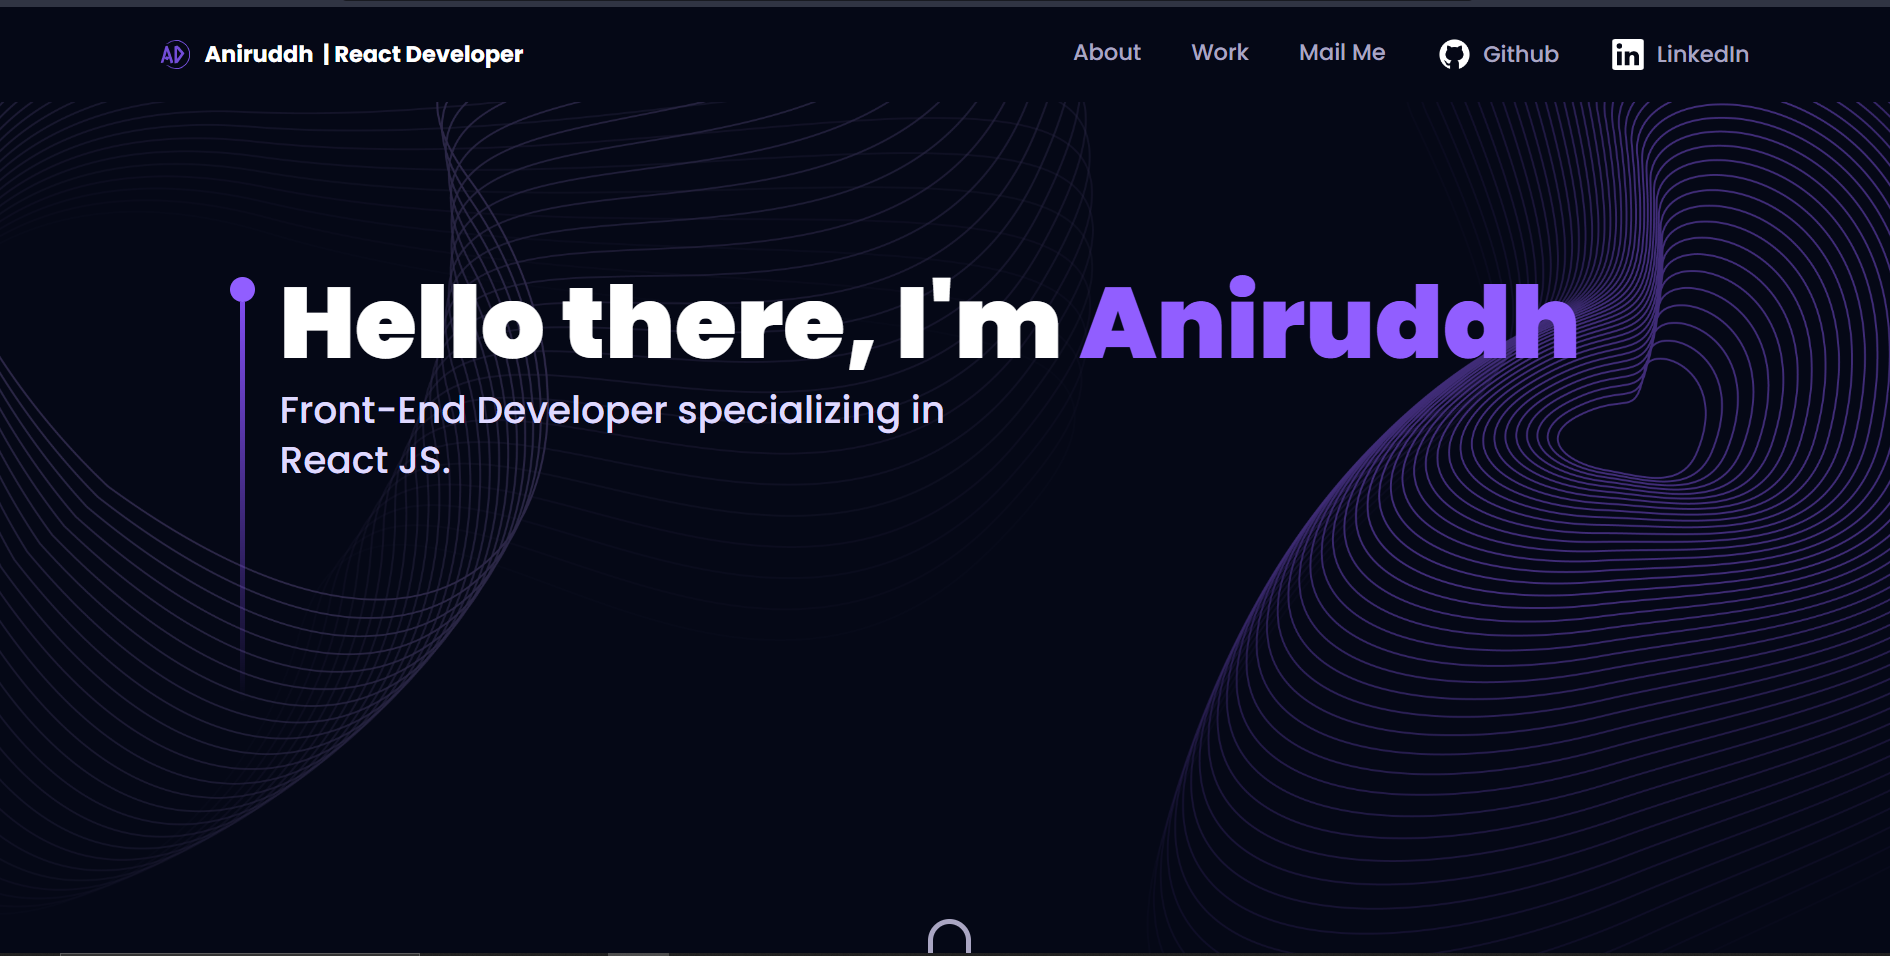 AD Aniruddh | React Developer
About Work Mail Me Github LinkedIn
Hello there, I'm Aniruddh
Front-End Developer specializing in
React JS.